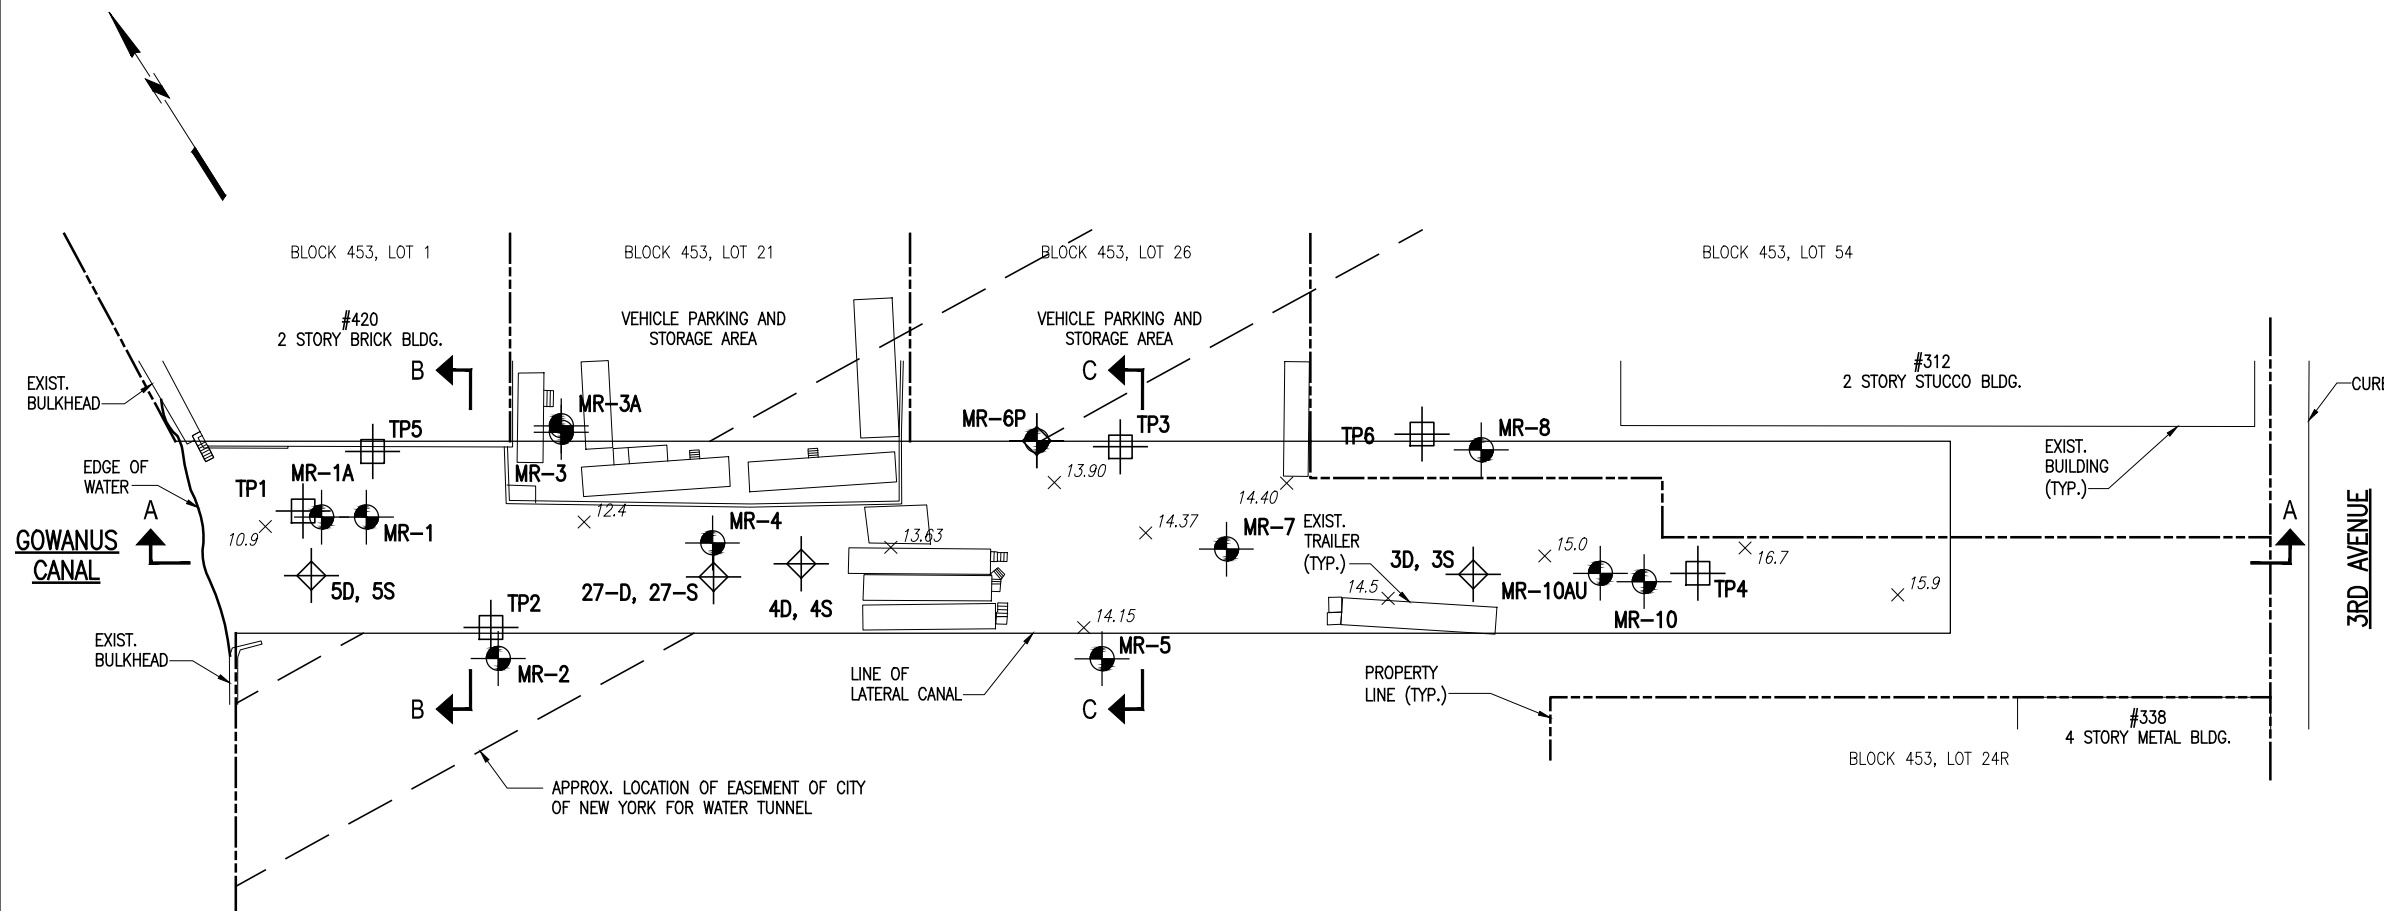 BLOCK 453, LOT 1
BLOCK 453, LOT 21
BLOCK 453, LOT 26
BLOCK 453, LOT 54
#420
2 STORY BRICK BLDG.
VEHICLE PARKING AND
STORAGE AREA
VEHICLE PARKING AND
STORAGE AREA
#312
2 STORY STUCCO BLDG.
B
C
EXIST.
BULKHEAD
CURB
MR-3A
TP5
MR-6P
TP3
TP6
MR-8
EXIST.
BUILDING
(TYP.)
EDGE OF
WATER
MR-1A
TP1
MR-3
13.90
14.40
A
10.9
MR-1
12.4
MR-4
13.63
14.37
MR-7
EXIST.
TRAILER
(TYP.)
15.0
16.7
A
3RD AVENUE
GOWANUS
CANAL
5D, 5S
27-D, 27-S
4D, 4S
3D, 3S
14.5
MR-10AU
MR-10
TP4
15.9
TP2
14.15
MR-5
EXIST.
BULKHEAD
MR-2
LINE OF
LATERAL CANAL
PROPERTY
LINE (TYP.)
B
C
#338
4 STORY METAL BLDG.
BLOCK 453, LOT 24R
APPROX. LOCATION OF EASEMENT OF CITY
OF NEW YORK FOR WATER TUNNEL